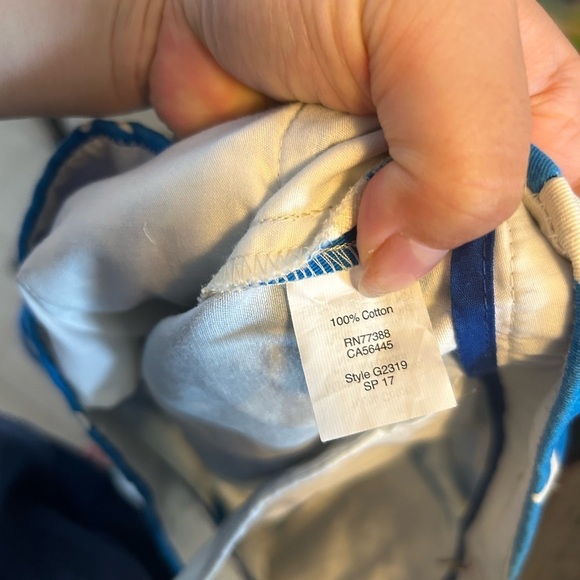 100% Cotton
RN77388
CA56445
Style G2319
SP 17